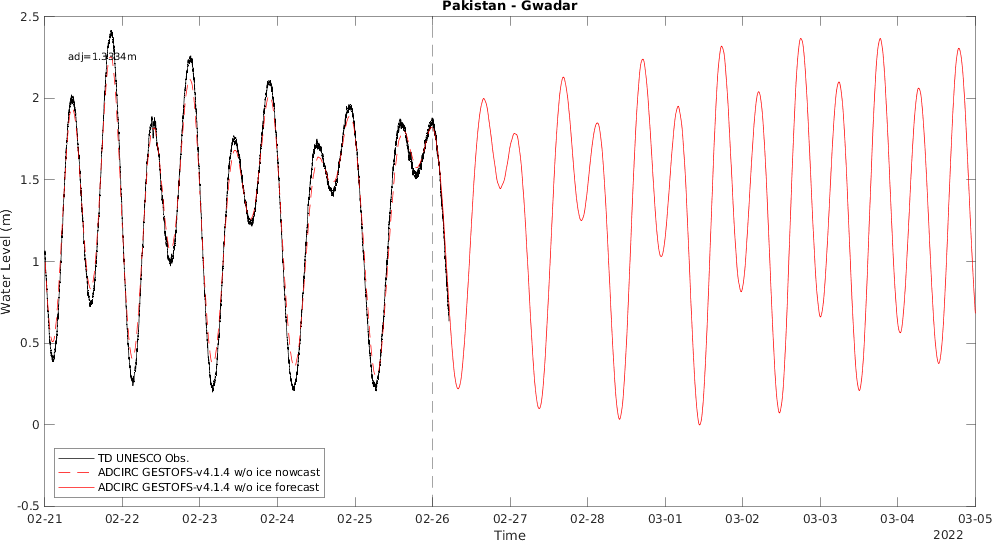 Pakistan - Gwadar
2.5
2
1.5
1
0.5
0
-0.5
Water Level (m)
adj=1.3334m
TD UNESCO Obs.
ADCIRC GESTOFS-v4.1.4 w/o ice nowcast
ADCIRC GESTOFS-v4.1.4 w/o ice forecast
02-21 02-22 02-23 02-24 02-25 02-26 02-27 02-28 03-01 03-02 03-03 03-04 03-05
Time
2022